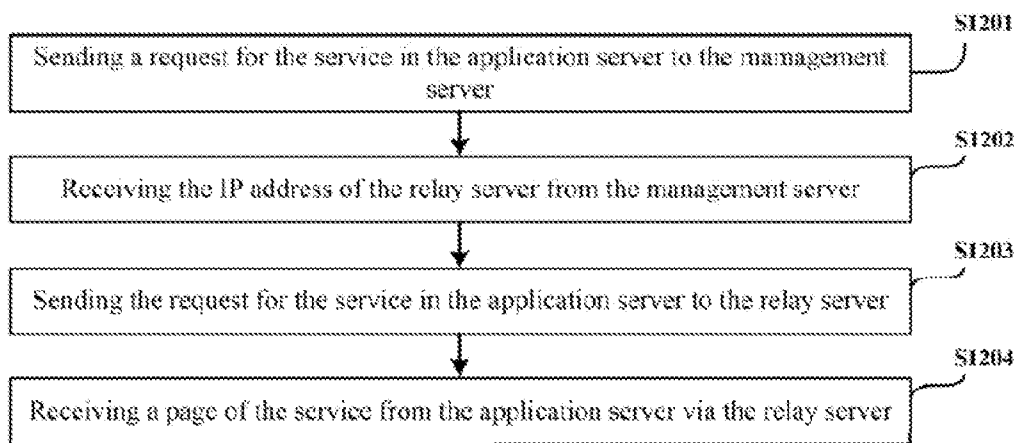 S1201
Sending a request for the service in the application server to the mamagement
server
S1202
Receiving the IP address of the relay server from the management server
S1203
Sending the request for the service in the application server to the relay server
S1204
Receiving a page of the service from the application server via the relay server